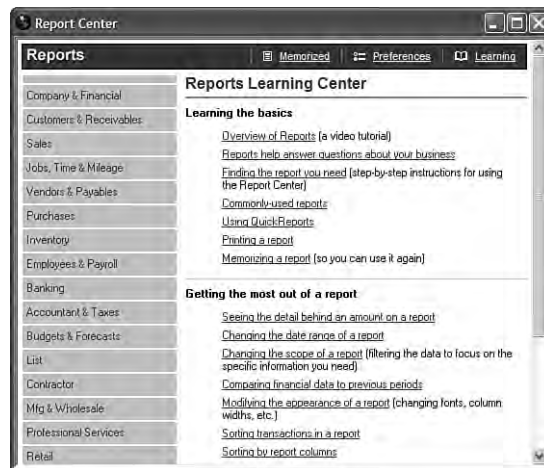 Report Center
Reports
Memorized
Preferences
Learning
Company & Financial
Customers & Receivables
Sales
Jobs, Time & Mileage
Vendors & Payables
Purchases
Inventory
Employees & Payroll
Banking
Accountant & Taxes
Budgets & Forecasts
List
Contractor
Mfg & Wholesale
Professional Services
Retail
Reports Learning Center
Learning the basics
Overview of Reports (a video tutorial)
Reports help answer questions about your business
Finding the report you need (step-by-step instructions for using
the Report Center)
Commonly-used reports
Using QuickReports
Printing a report
Memorizing a report (so you can use it again)
Getting the most out of a report
Seeing the detail behind an amount on a report
Changing the date range of a report
Changing the scope of a report (filtering the data to focus on the
specific information you need)
Comparing financial data to previous periods
Modifying the appearance of a report (changing fonts, column
widths, etc.)
Sorting transactions in a report
Sorting by report columns